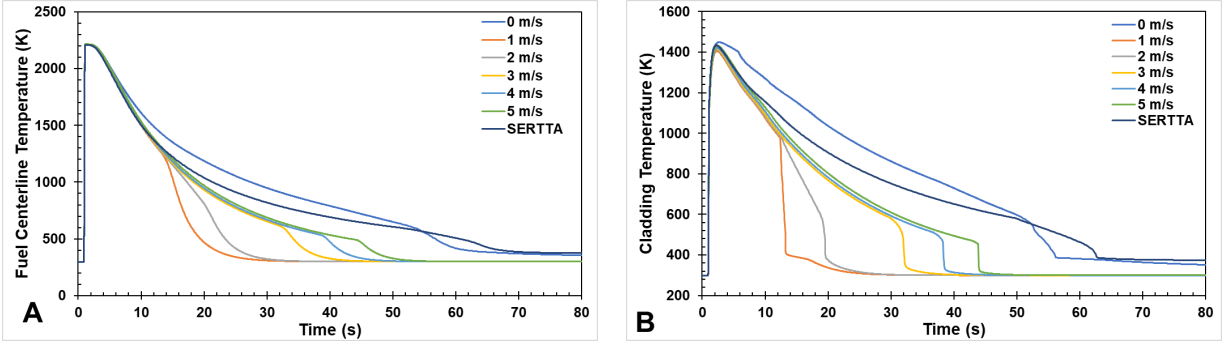 Fuel Centerline Temperature (K)
2500
2000
1500
1000
500
0
0 10 20 30 40 50 60 70 80
Time (s)
0 m/s
1 m/s
2 m/s
3 m/s
4 m/s
5 m/s
SERTTA
A
Cladding Temperature (K)
1600
1400
1200
1000
800
600
400
200
0 10 20 30 40 50 60 70 80
Time (s)
0 m/s
1 m/s
2 m/s
3 m/s
4 m/s
5 m/s
SERTTA
B